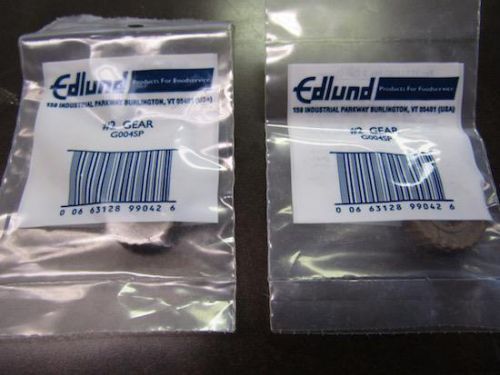 Edlund Products For Foodservice
159 INDUSTRIAL PARKWAY BURLINGTON, VT 05401 (USA)
#2 GEAR
G004SP
0 06 63128 99042 6
Edlund Products For Foodservice
159 INDUSTRIAL PARKWAY BURLINGTON, VT 05401 (USA)
#2 GEAR
G004SP
0 06 63128 99042 6